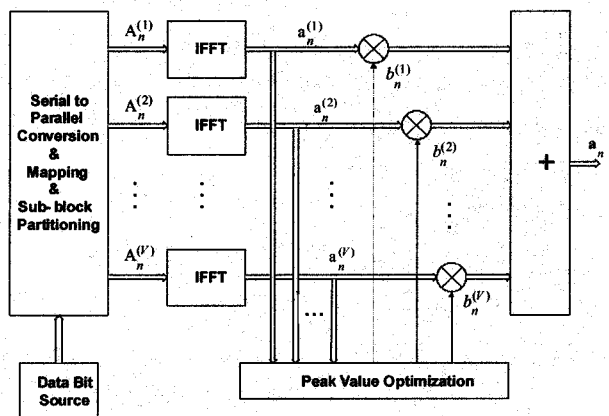 Serial to
Parallel
Conversion
&
Mapping
&
Sub- block
Partitioning
Data Bit
Source
A_n^(1)
IFFT
a_n^(1)
b_n^(1)
A_n^(2)
IFFT
a_n^(2)
b_n^(2)
A_n^(V)
IFFT
a_n^(V)
b_n^(V)
...
Peak Value Optimization
+
a_n